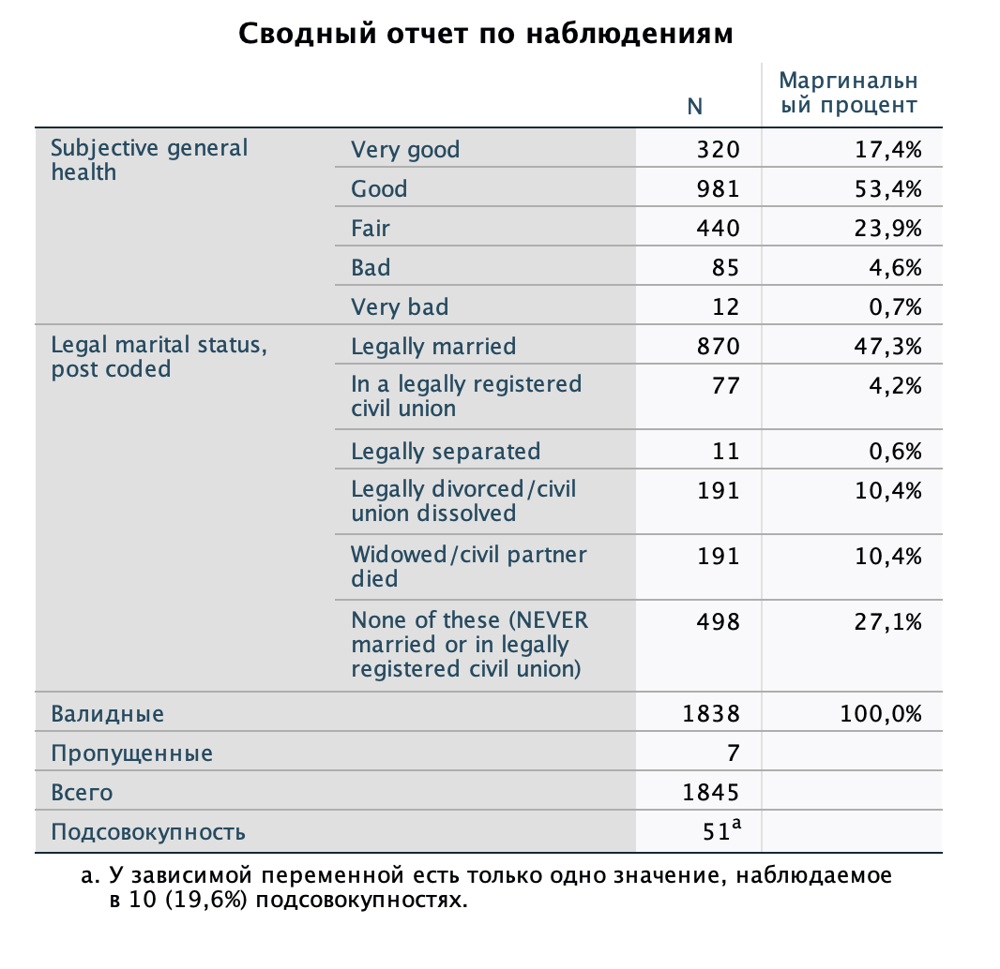 Сводный отчет по наблюдениям
N Маргинальн
ый процент
Subjective general
health
Very good 320 17,4%
Good 981 53,4%
Fair 440 23,9%
Bad 85 4,6%
Very bad 12 0,7%
Legal marital status,
post coded
Legally married 870 47,3%
In a legally registered 77 4,2%
civil union
Legally separated 11 0,6%
Legally divorced/civil 191 10,4%
union dissolved
Widowed/civil partner 191 10,4%
died
None of these (NEVER 498 27,1%
married or in legally
registered civil union)
Валидные 1838 100,0%
Пропущенные 7
Всего 1845
Подсовокупность 51a
a. У зависимой переменной есть только одно значение, наблюдаемое
в 10 (19,6%) подсовокупностях.